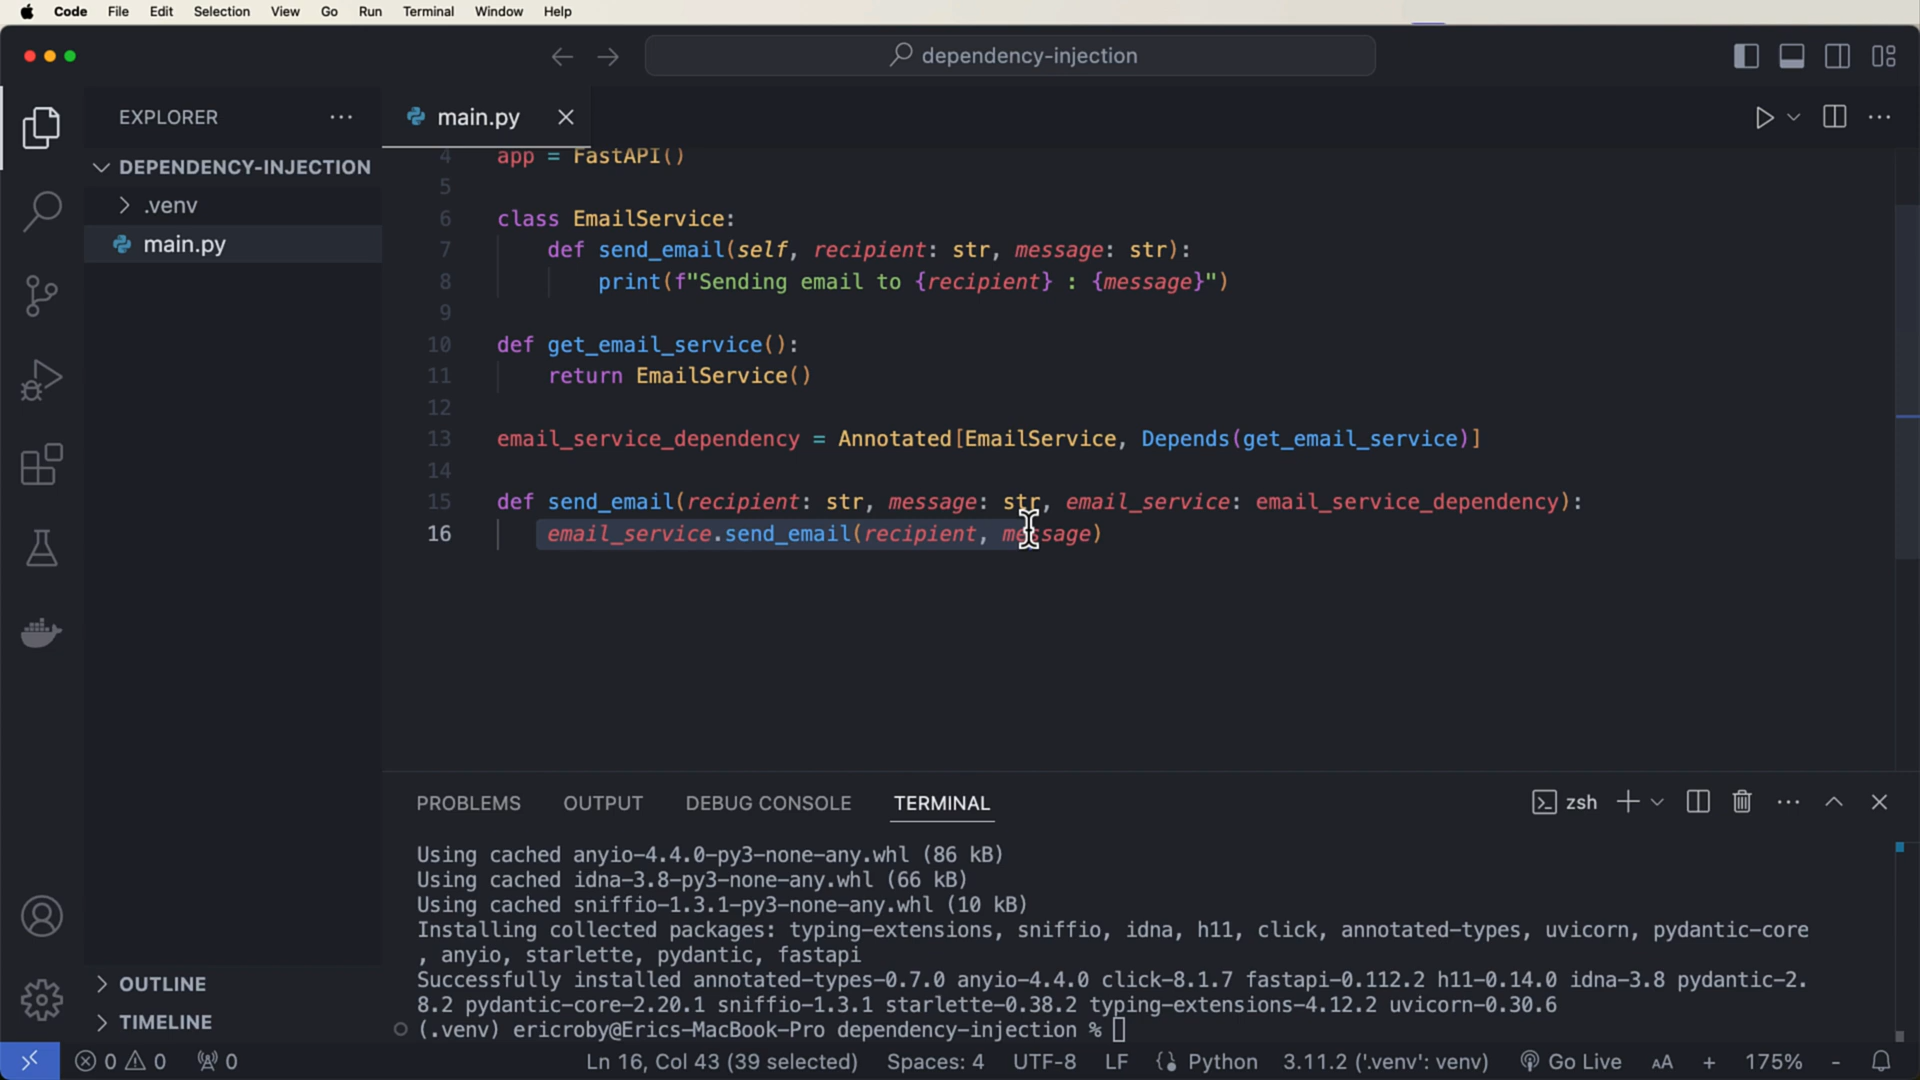 Code File Edit Selection View Go Run Terminal Window Help
dependency-injection
EXPLORER
main.py
DEPENDENCY-INJECTION
.venv
main.py
4 app = FastAPI()
5
6 class EmailService:
7 def send_email(self, recipient: str, message: str):
8 print(f"Sending email to {recipient} : {message}")
9
10 def get_email_service():
11 return EmailService()
12
13 email_service_dependency = Annotated[EmailService, Depends(get_email_service)]
14
15 def send_email(recipient: str, message: str, email_service: email_service_dependency):
16 email_service.send_email(recipient, message)
PROBLEMS OUTPUT DEBUG CONSOLE TERMINAL zsh
Using cached anyio-4.4.0-py3-none-any.whl (86 kB)
Using cached idna-3.8-py3-none-any.whl (66 kB)
Using cached sniffio-1.3.1-py3-none-any.whl (10 kB)
Installing collected packages: typing-extensions, sniffio, idna, h11, click, annotated-types, uvicorn, pydantic-core
, anyio, starlette, pydantic, fastapi
Successfully installed annotated-types-0.7.0 anyio-4.4.0 click-8.1.7 fastapi-0.112.2 h11-0.14.0 idna-3.8 pydantic-2.
8.2 pydantic-core-2.20.1 sniffio-1.3.1 starlette-0.38.2 typing-extensions-4.12.2 uvicorn-0.30.6
(.venv) ericroby@Erics-MacBook-Pro dependency-injection %
OUTLINE
TIMELINE
0 0 0 Ln 16, Col 43 (39 selected) Spaces: 4 UTF-8 LF Python 3.11.2 ('.venv': venv) Go Live AA + 175% -